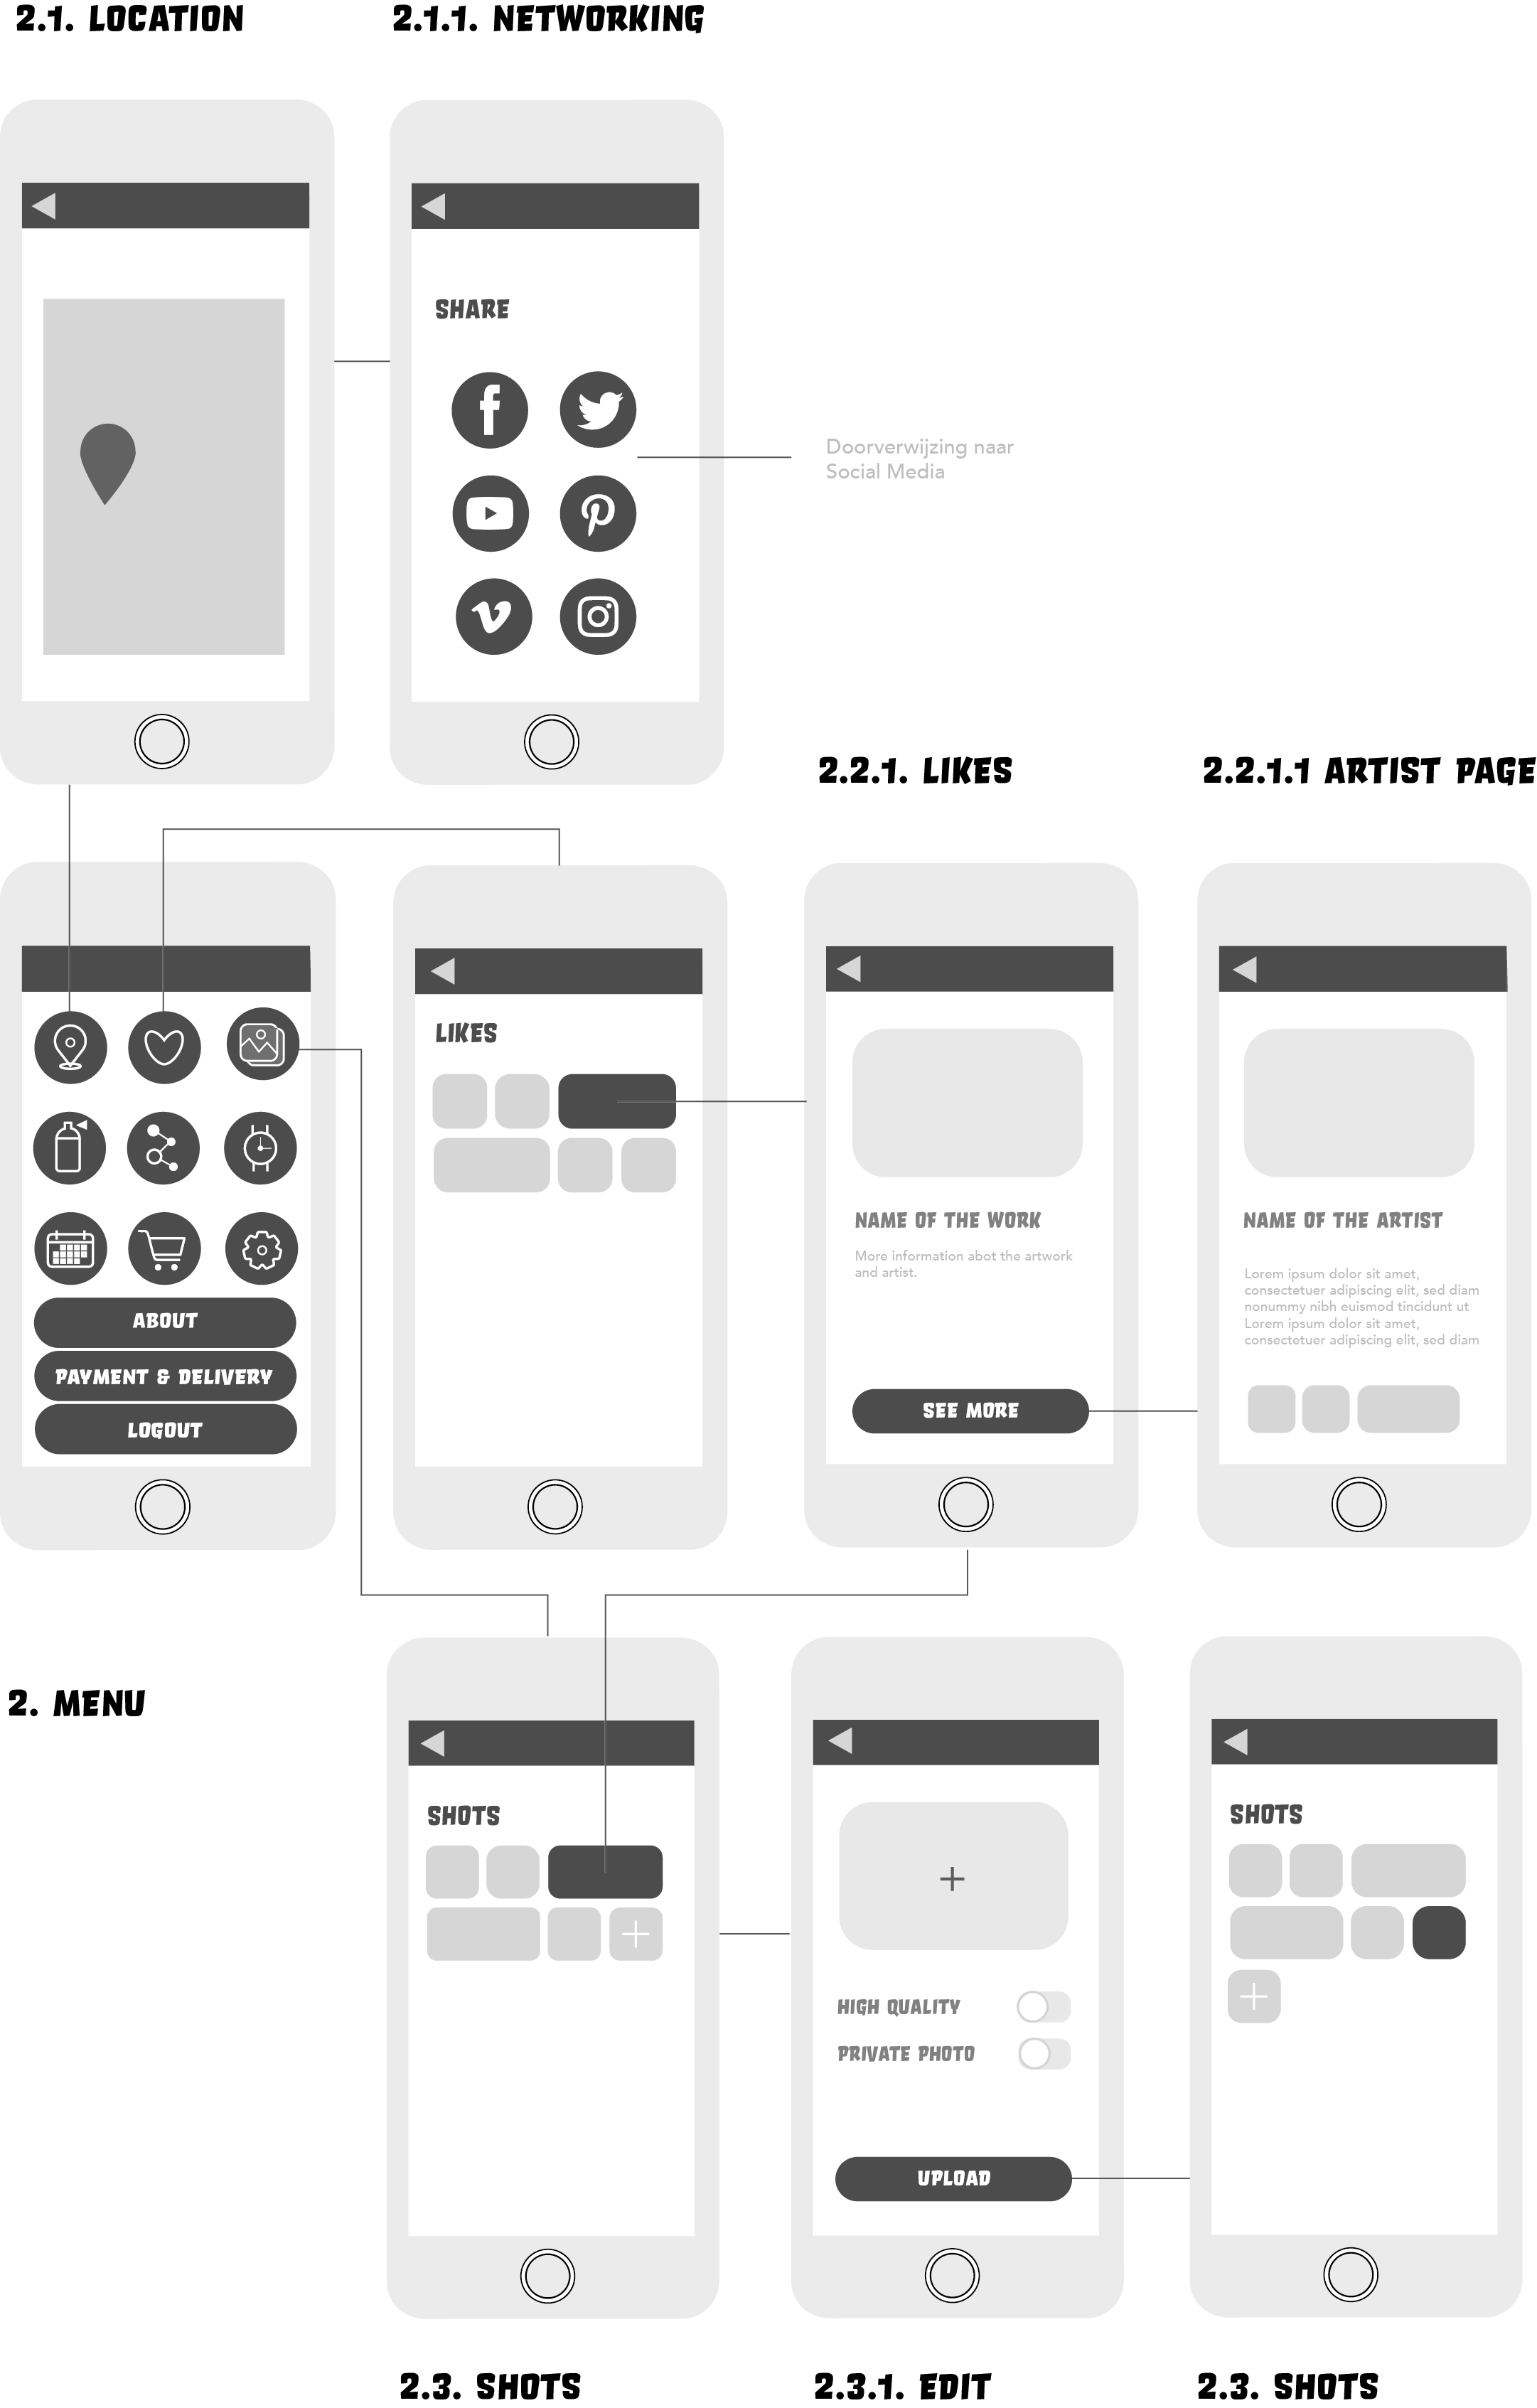 2.1. LOCATION
2.1.1. NETWORKING
SHARE
Doorverwijzing naar
Social Media
2.2.1. LIKES
2.2.1.1 ARTIST PAGE
ABOUT
PAYMENT & DELIVERY
LOGOUT
LIKES
NAME OF THE WORK
More information abot the artwork
and artist.
SEE MORE
NAME OF THE ARTIST
Lorem ipsum dolor sit amet,
consectetuer adipiscing elit, sed diam
nonummy nibh euismod tincidunt ut
Lorem ipsum dolor sit amet,
consectetuer adipiscing elit, sed diam
2. MENU
SHOTS
HIGH QUALITY
PRIVATE PHOTO
UPLOAD
SHOTS
2.3. SHOTS
2.3.1. EDIT
2.3. SHOTS